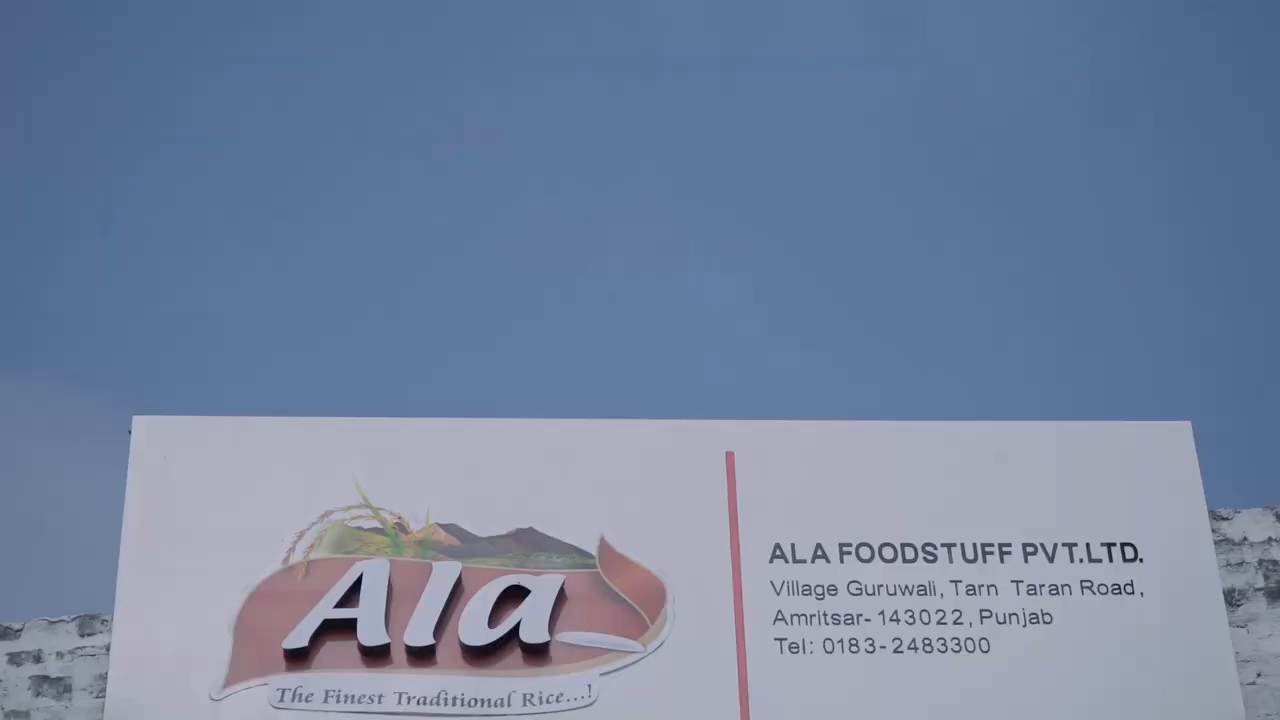 Ala
The Finest Traditional Rice...!
ALA FOODSTUFF PVT.LTD.
Village Guruwali, Tarn Taran Road,
Amritsar-143022, Punjab
Tel: 0183-2483300